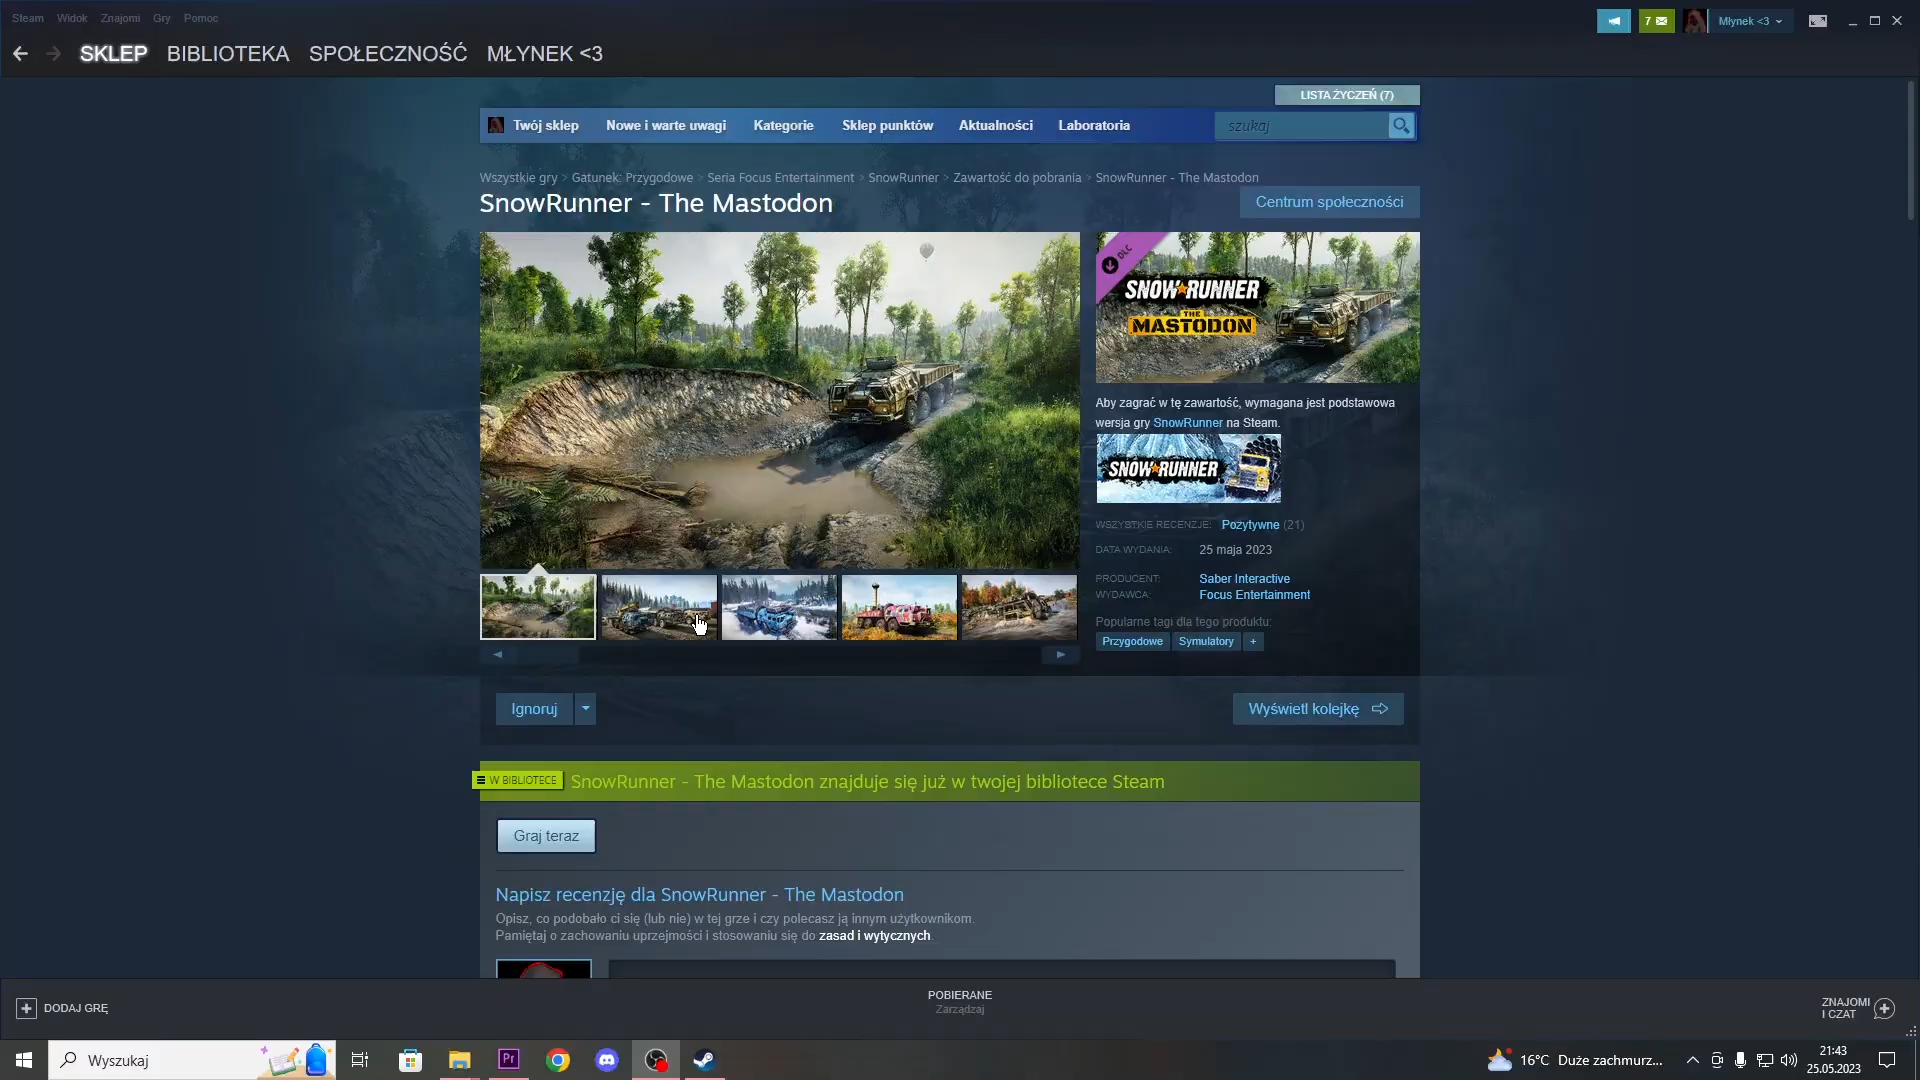 Steam Widok Znajomi Gry Pomoc
7
Młynek <3
SKLEP BIBLIOTEKA SPOŁECZNOŚĆ MŁYNEK <3
LISTA ŻYCZEŃ (7)
Twój sklep Nowe i warte uwagi Kategorie Sklep punktów Aktualności Laboratoria szukaj
Wszystkie gry > Gatunek: Przygodowe > Seria Focus Entertainment > SnowRunner > Zawartość do pobrania > SnowRunner - The Mastodon
SnowRunner - The Mastodon
Centrum społeczności
DLC
SNOW RUNNER
THE
MASTODON
Aby zagrać w tę zawartość, wymagana jest podstawowa
wersja gry SnowRunner na Steam.
SNOW RUNNER
WSZYSTKIE RECENZJE: Pozytywne (21)
DATA WYDANIA: 25 maja 2023
PRODUCENT: Saber Interactive
WYDAWCA: Focus Entertainment
Popularne tagi dla tego produktu:
Przygodowe Symulatory +
Ignoruj
Wyświetl kolejkę
W BIBLIOTECE SnowRunner - The Mastodon znajduje się już w twojej bibliotece Steam
Graj teraz
Napisz recenzję dla SnowRunner - The Mastodon
Opisz, co podobało ci się (lub nie) w tej grze i czy polecasz ją innym użytkownikom.
Pamiętaj o zachowaniu uprzejmości i stosowaniu się do zasad i wytycznych.
DODAJ GRĘ
POBIERANE
Zarządzaj
ZNAJOMI
I CZAT
Wyszukaj
Pr
16°C Duże zachmurz...
21:43
25.05.2023